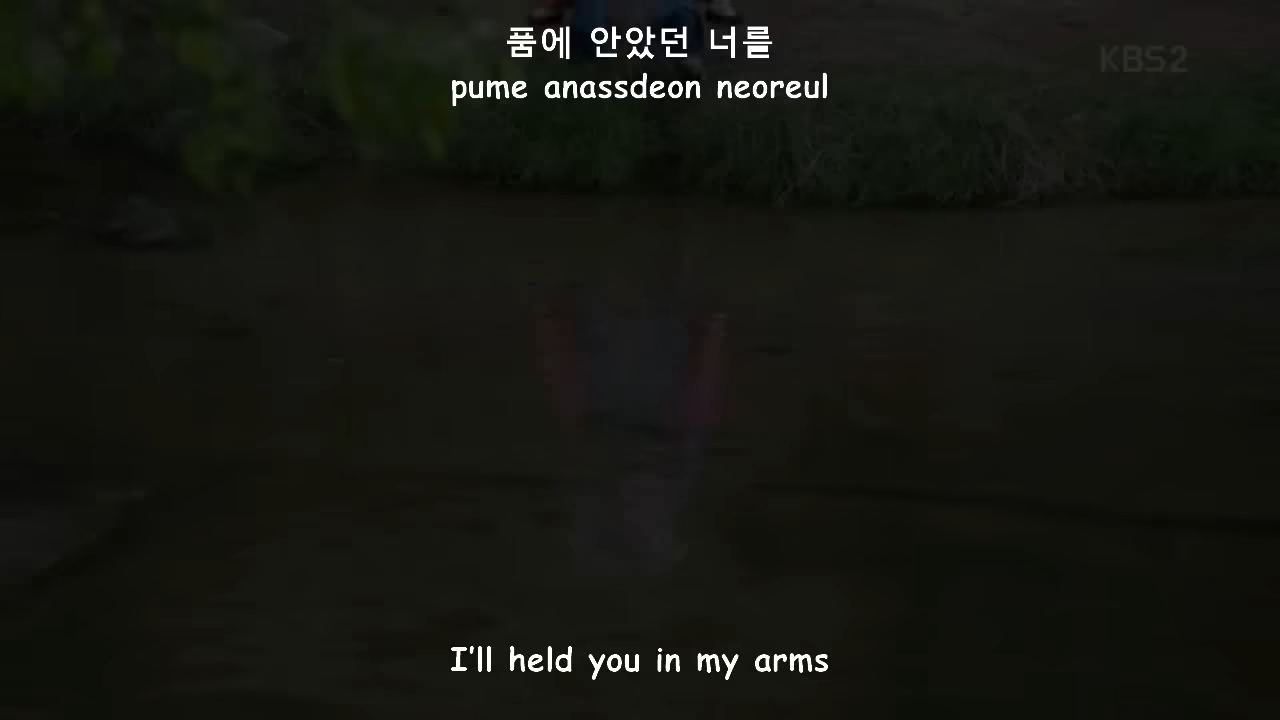 품에 안았던 너를
KBS2
pume anassdeon neoreul
I'll held you in my arms